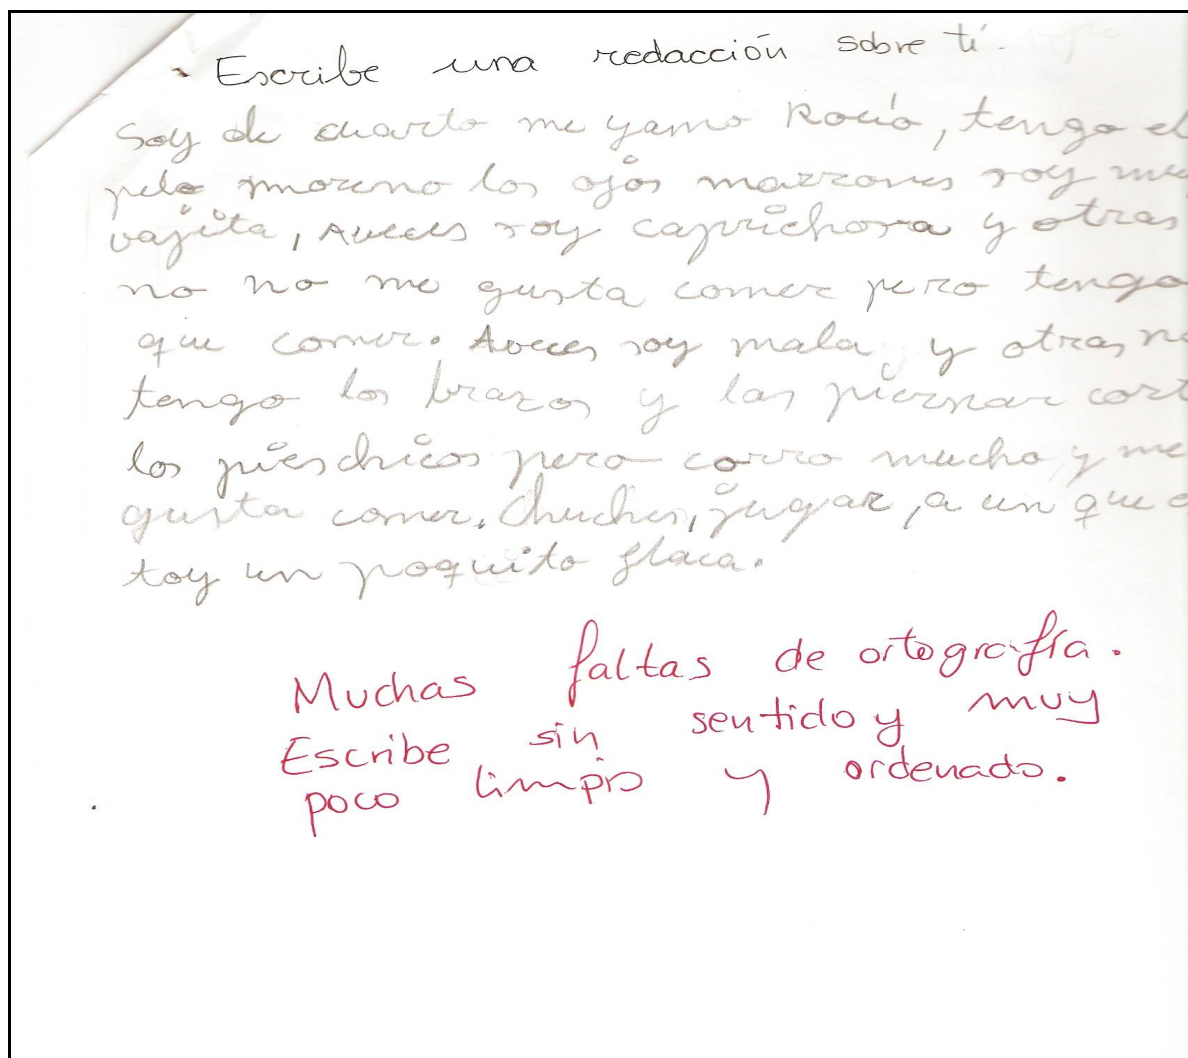 Escribe una redacción sobre tí.
Soy de cuarto me yamo Rocío, tengo el
pelo moreno los ojos marrones soy mu
vajita, Aveces soy caprichosa y otras
no no me gusta comer pero tengo
que comer. Aveces soy mala y otras no
tengo los brazos y las piernas cort
los pies chicos pero corro mucho y me
gusta comer, chuches, jugar, a un que e
toy un poquito flaca.
Muchas faltas de ortografía.
Escribe sin sentido y muy
poco limpio y ordenado.